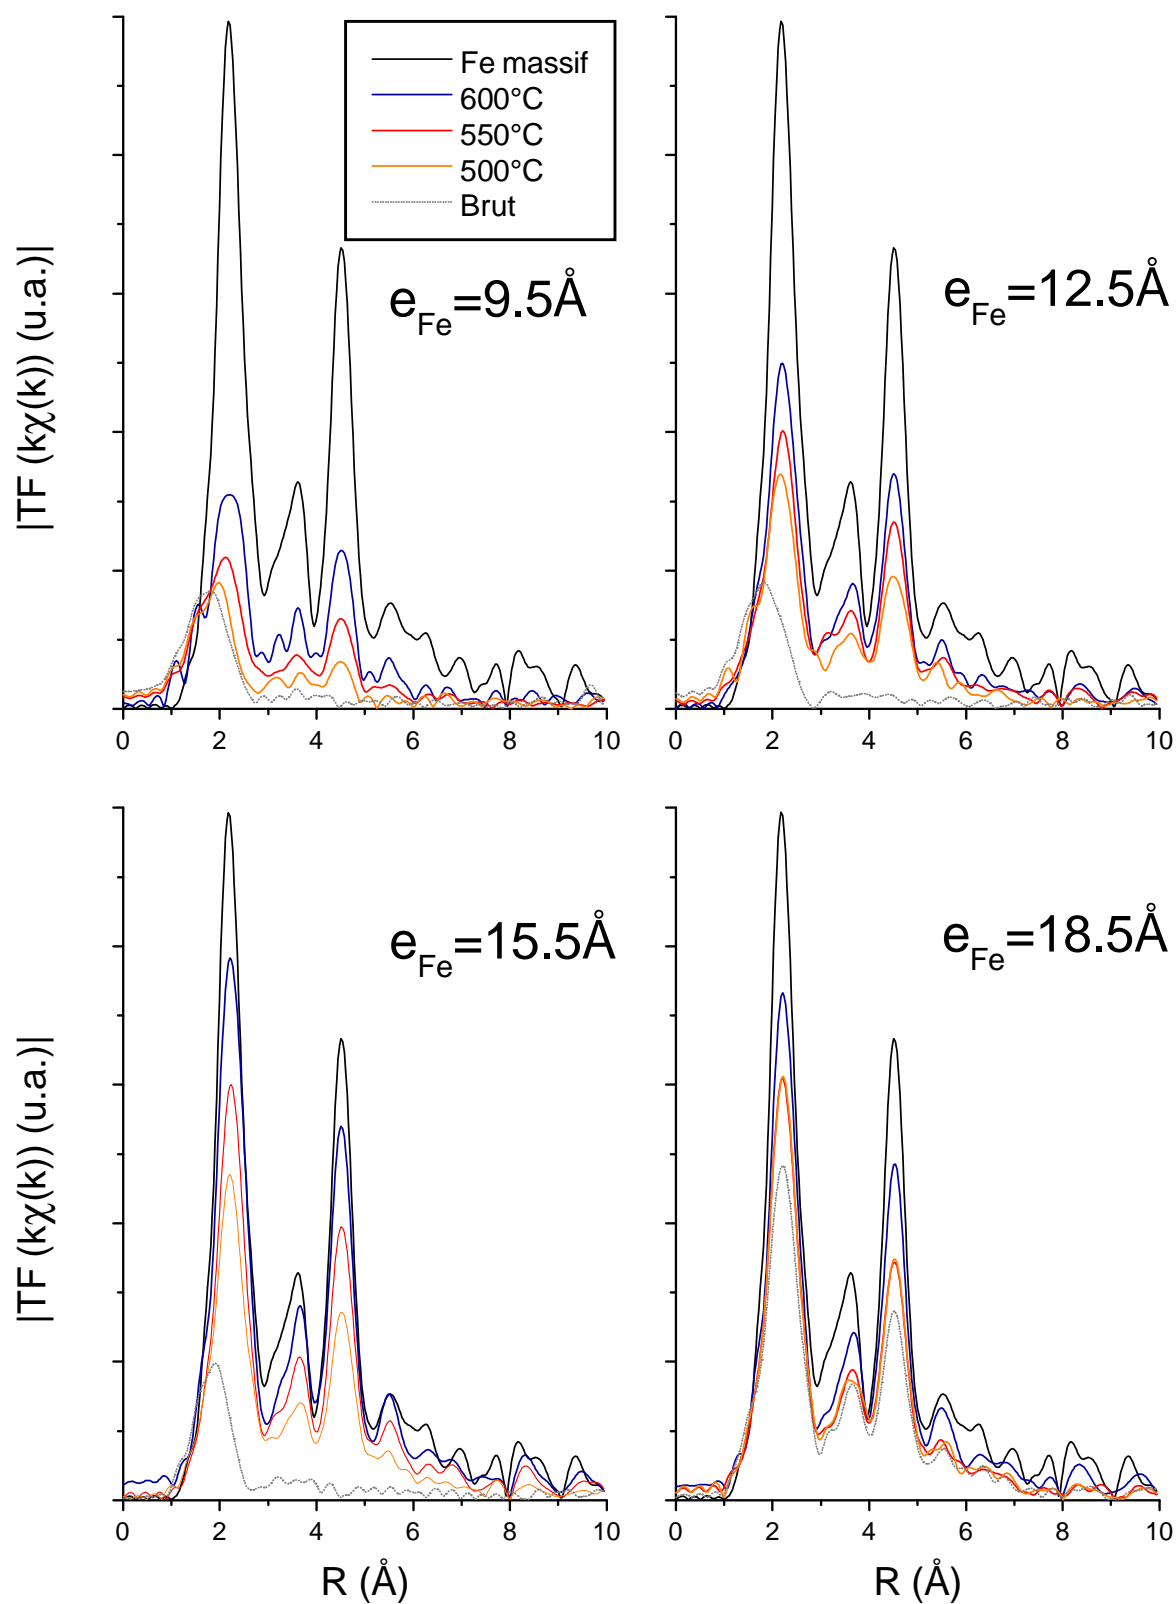 Fe massif
600°C
550°C
500°C
Brut
|TF (kχ(k)) (u.a.)|
e_Fe=9.5Å
e_Fe=12.5Å
0 2 4 6 8 10
0 2 4 6 8 10
|TF (kχ(k)) (u.a.)|
e_Fe=15.5Å
e_Fe=18.5Å
0 2 4 6 8 10
0 2 4 6 8 10
R (Å)
R (Å)